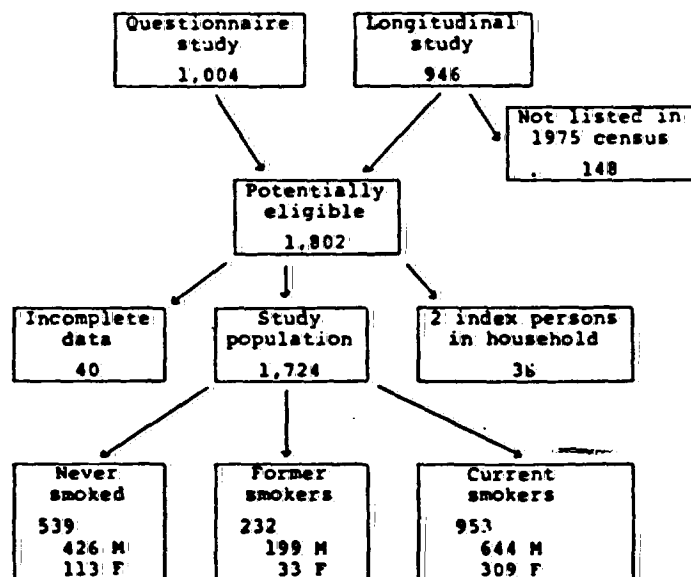 Questionnaire
study
1,004
Longitudinal
study
946
Not listed in
1975 census
148
Potentially
eligible
1,802
Incomplete
data
40
Study
population
1,724
2 index persons
in household
38
Never
smoked
539
426 M
113 F
Former
smokers
232
199 M
33 F
Current
smokers
953
644 M
309 F